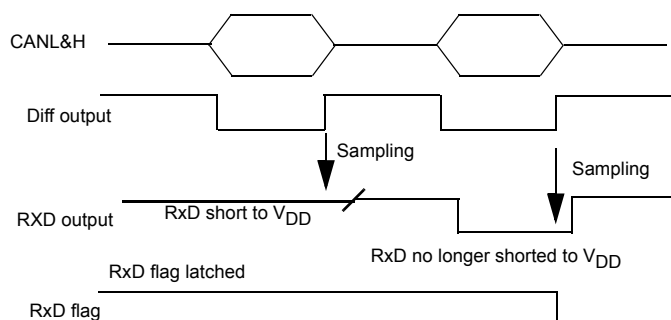 CANL&H
Diff output
Sampling
Sampling
RXD output
RxD short to VDD
RxD no longer shorted to VDD
RxD flag latched
RxD flag